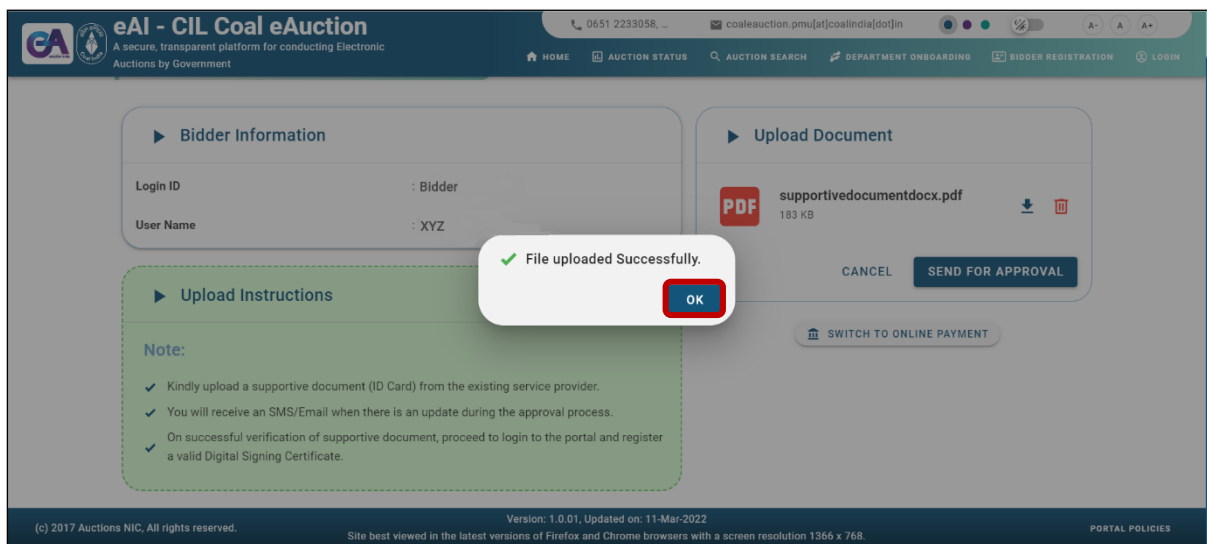 eAI - CIL Coal eAuction
A secure, transparent platform for conducting Electronic
Auctions by Government
0651 2233058, ...
coaleauction.pmu[at]coalindia[dot]in
A- A A+
HOME AUCTION STATUS AUCTION SEARCH DEPARTMENT ONBOARDING BIDDER REGISTRATION LOGIN
Bidder Information
Login ID : Bidder
User Name : XYZ
Upload Document
PDF
supportivedocumentdocx.pdf
183 KB
CANCEL SEND FOR APPROVAL
SWITCH TO ONLINE PAYMENT
File uploaded Successfully.
OK
Upload Instructions
Note:
Kindly upload a supportive document (ID Card) from the existing service provider.
You will receive an SMS/Email when there is an update during the approval process.
On successful verification of supportive document, proceed to login to the portal and register
a valid Digital Signing Certificate.
(c) 2017 Auctions NIC, All rights reserved.
Version: 1.0.01, Updated on: 11-Mar-2022
Site best viewed in the latest versions of Firefox and Chrome browsers with a screen resolution 1366 x 768.
PORTAL POLICIES